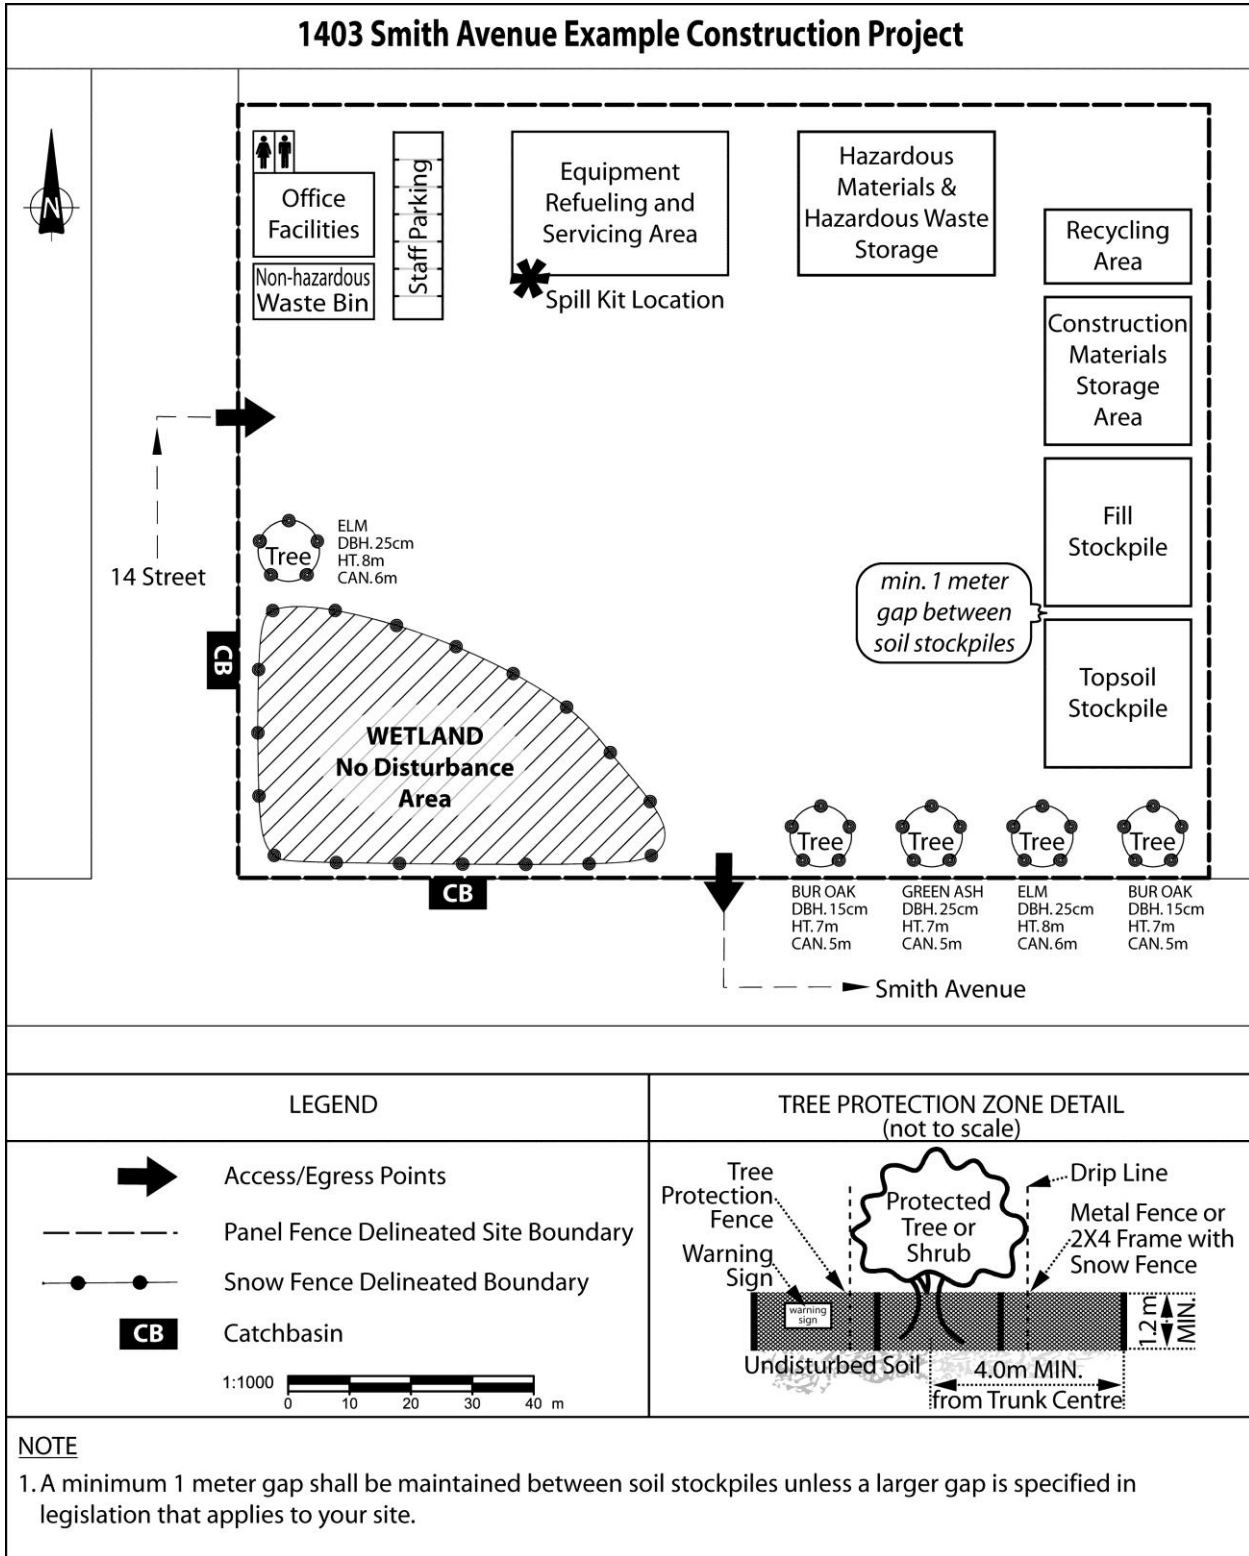 1403 Smith Avenue Example Construction Project
N
Office
Facilities
Non-hazardous
Waste Bin
Staff Parking
Equipment
Refueling and
Servicing Area
Spill Kit Location
Hazardous
Materials &
Hazardous Waste
Storage
Recycling
Area
Construction
Materials
Storage
Area
Fill
Stockpile
min. 1 meter
gap between
soil stockpiles
Topsoil
Stockpile
14 Street
Tree
ELM
DBH. 25cm
HT. 8m
CAN. 6m
CB
WETLAND
No Disturbance
Area
CB
Tree
BUR OAK
DBH. 15cm
HT. 7m
CAN. 5m
Tree
GREEN ASH
DBH. 25cm
HT. 7m
CAN. 5m
Tree
ELM
DBH. 25cm
HT. 8m
CAN. 6m
Tree
BUR OAK
DBH. 15cm
HT. 7m
CAN. 5m
Smith Avenue
LEGEND
Access/Egress Points
Panel Fence Delineated Site Boundary
Snow Fence Delineated Boundary
CB Catchbasin
1:1000
0 10 20 30 40 m
TREE PROTECTION ZONE DETAIL
(not to scale)
Tree
Protection
Fence
Warning
Sign
warning
sign
Protected
Tree or
Shrub
Drip Line
Metal Fence or
2X4 Frame with
Snow Fence
1.2 m
MIN.
Undisturbed Soil
4.0m MIN.
from Trunk Centre
NOTE
1. A minimum 1 meter gap shall be maintained between soil stockpiles unless a larger gap is specified in
legislation that applies to your site.